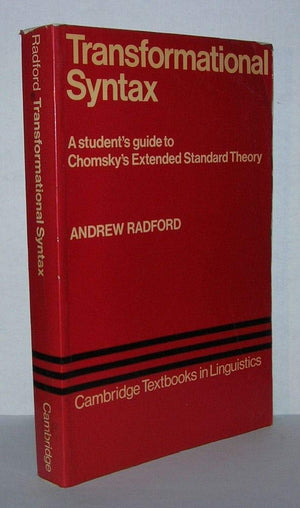 Transformational
Syntax
A student's guide to
Chomsky's Extended Standard Theory
ANDREW RADFORD
Cambridge Textbooks in Linguistics
Radford Transformational Syntax
Cambridge